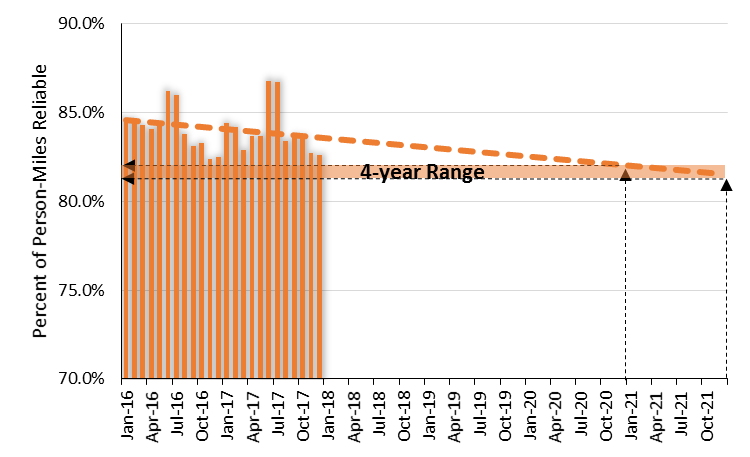 90.0%
85.0%
80.0%
75.0%
70.0%
Percent of Person-Miles Reliable
4-year Range
Jan-16
Apr-16
Jul-16
Oct-16
Jan-17
Apr-17
Jul-17
Oct-17
Jan-18
Apr-18
Jul-18
Oct-18
Jan-19
Apr-19
Jul-19
Oct-19
Jan-20
Apr-20
Jul-20
Oct-20
Jan-21
Apr-21
Jul-21
Oct-21